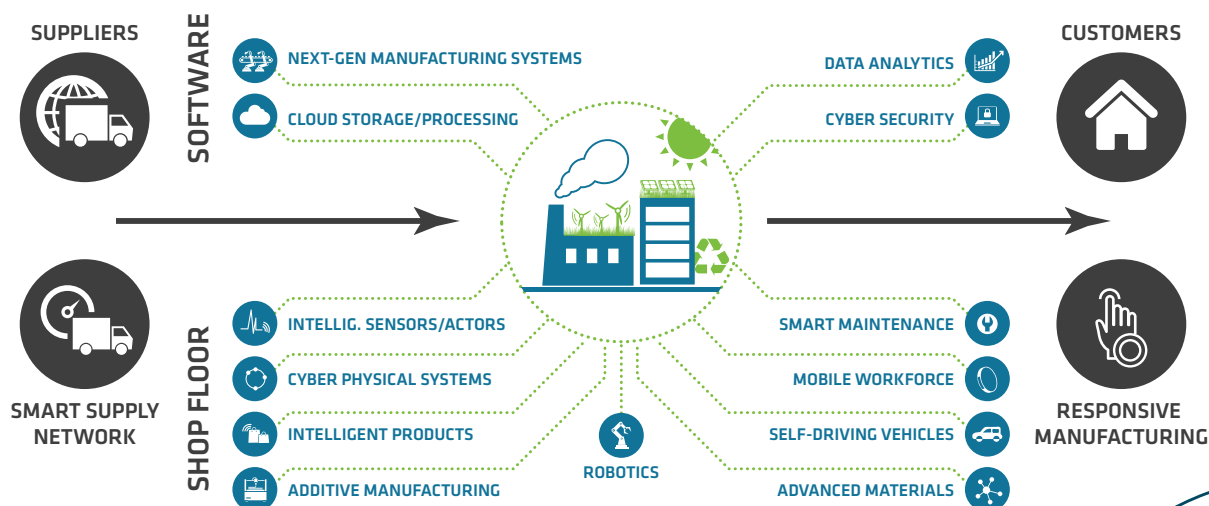 SUPPLIERS
SOFTWARE
NEXT-GEN MANUFACTURING SYSTEMS
CLOUD STORAGE/PROCESSING
DATA ANALYTICS
CYBER SECURITY
CUSTOMERS
SMART SUPPLY
NETWORK
SHOP FLOOR
INTELLIG. SENSORS/ACTORS
CYBER PHYSICAL SYSTEMS
INTELLIGENT PRODUCTS
ADDITIVE MANUFACTURING
ROBOTICS
SMART MAINTENANCE
MOBILE WORKFORCE
SELF-DRIVING VEHICLES
ADVANCED MATERIALS
RESPONSIVE
MANUFACTURING